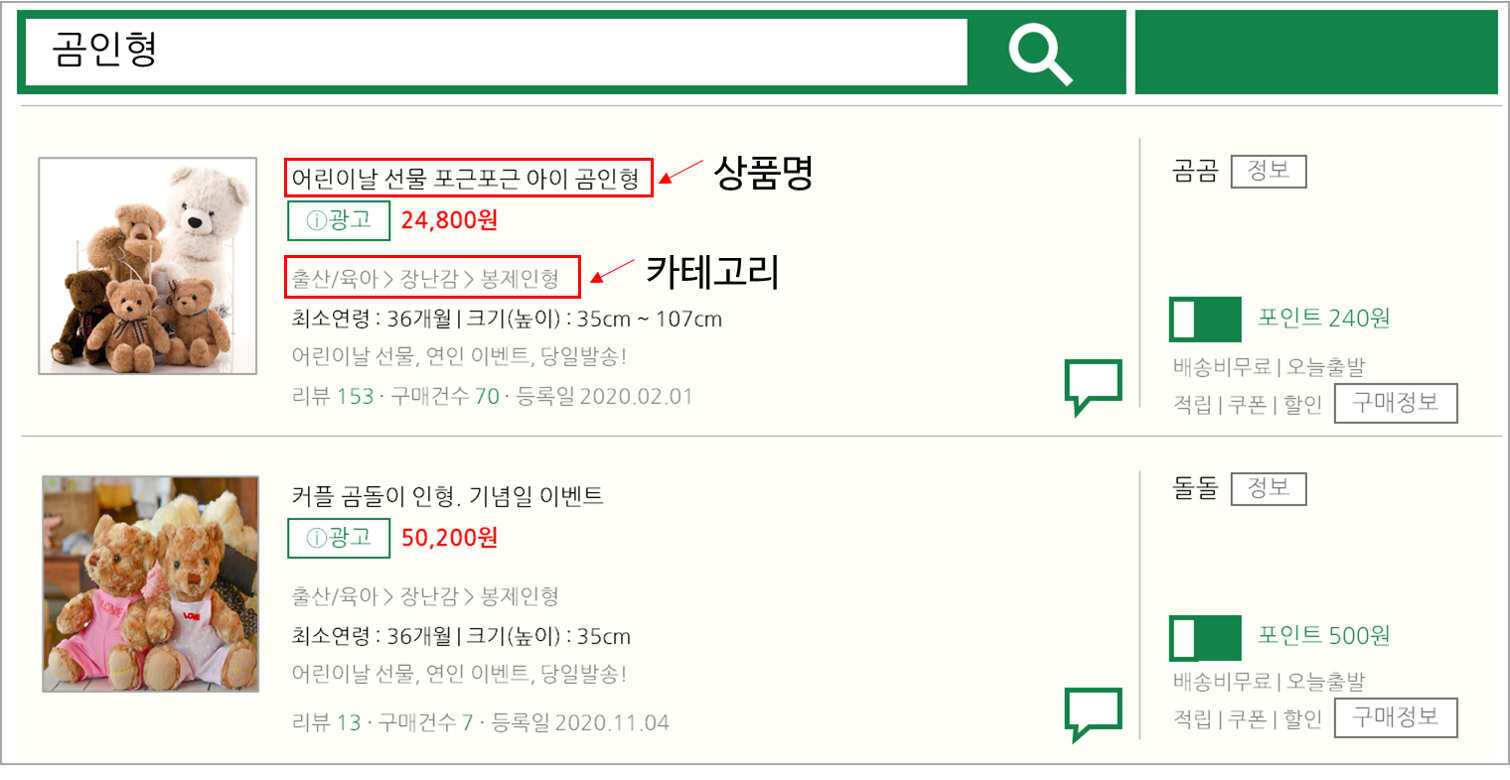 곰인형
어린이날 선물 포근포근 아이 곰인형
상품명
ⓘ광고 24,800원
출산/육아 > 장난감 > 봉제인형
카테고리
최소연령 : 36개월 | 크기(높이) : 35cm ~ 107cm
어린이날 선물, 연인 이벤트, 당일발송!
리뷰 153 · 구매건수 70 · 등록일 2020.02.01
곰곰 정보
포인트 240원
배송비무료 | 오늘출발
적립 | 쿠폰 | 할인 구매정보
커플 곰돌이 인형. 기념일 이벤트
ⓘ광고 50,200원
출산/육아 > 장난감 > 봉제인형
최소연령 : 36개월 | 크기(높이) : 35cm
어린이날 선물, 연인 이벤트, 당일발송!
리뷰 13 · 구매건수 7 · 등록일 2020.11.04
LOVE
돌돌 정보
포인트 500원
배송비무료 | 오늘출발
적립 | 쿠폰 | 할인 구매정보